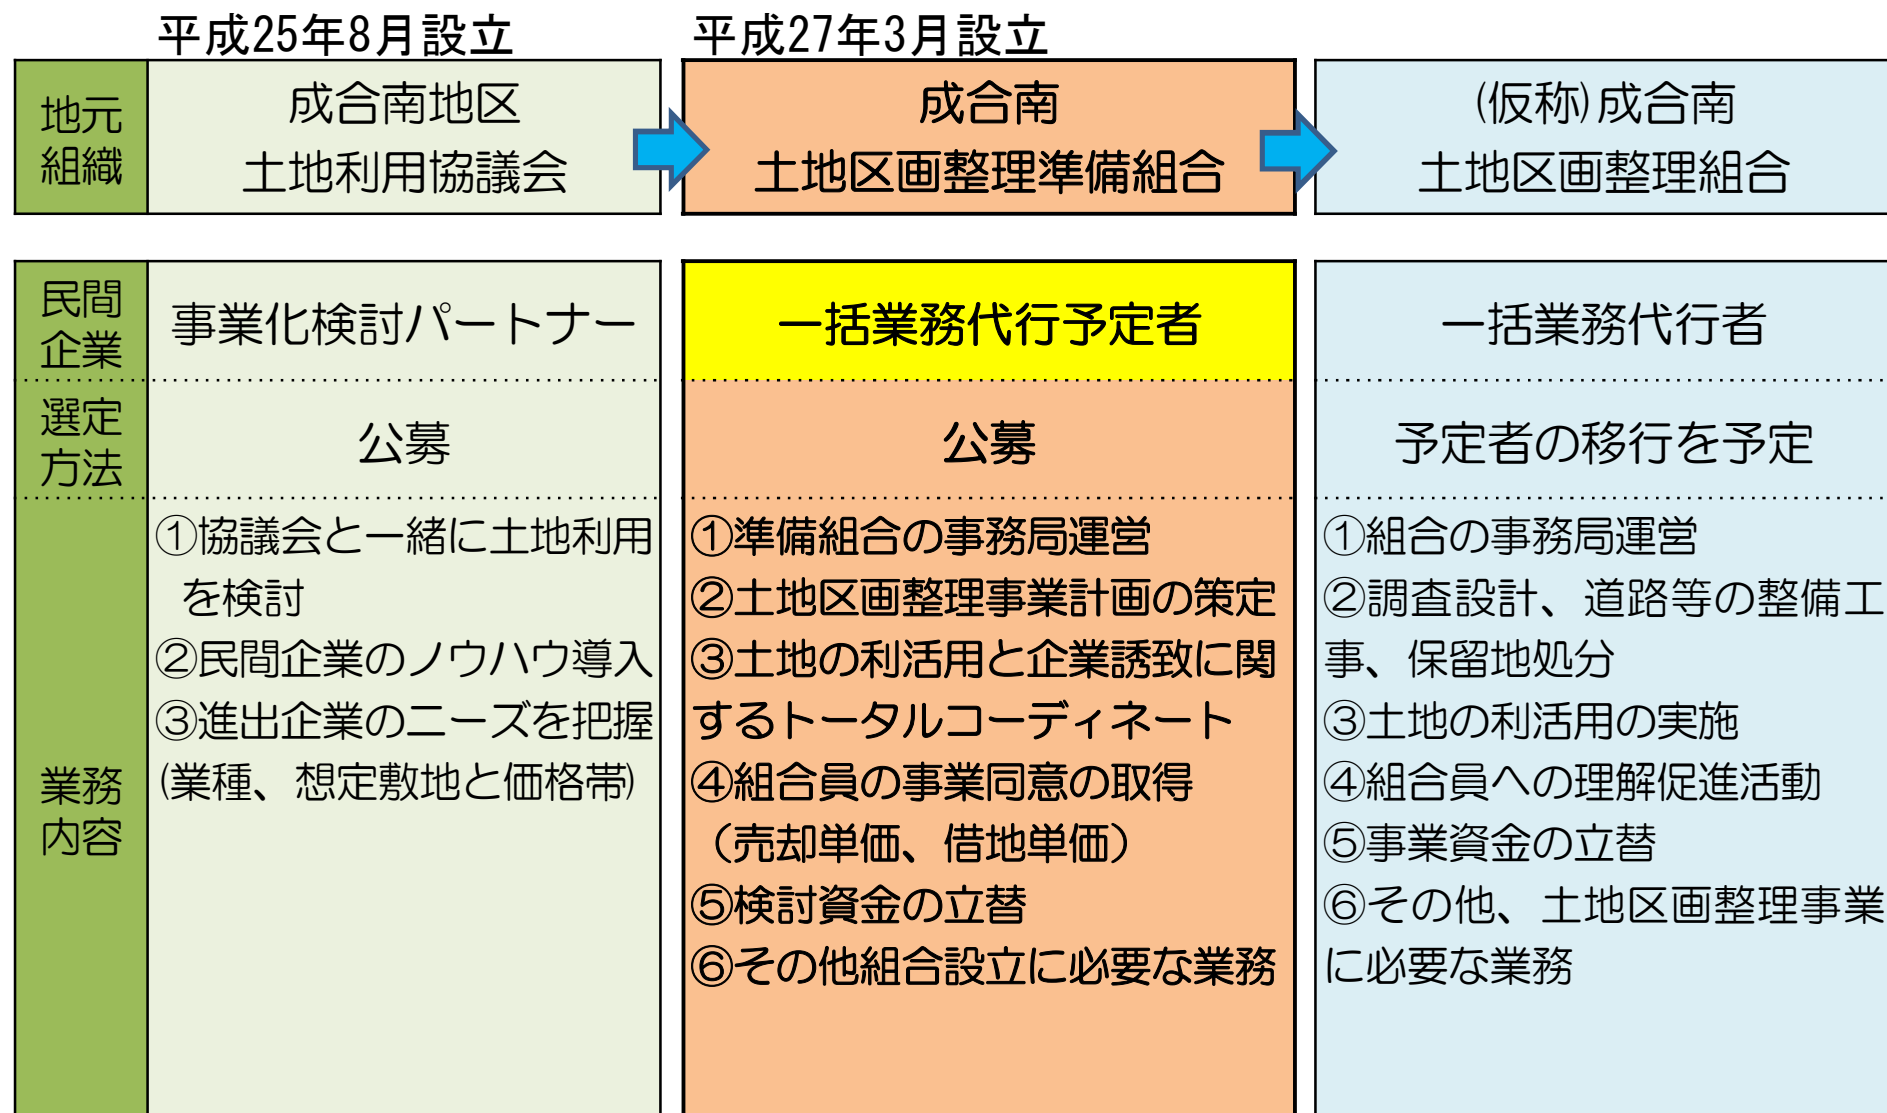 平成25年8月設立
平成27年3月設立
地元
組織
成合南地区
土地利用協議会
成合南
土地区画整理準備組合
(仮称)成合南
土地区画整理組合
民間
企業
事業化検討パートナー
一括業務代行予定者
一括業務代行者
選定
方法
公募
公募
予定者の移行を予定
業務
内容
①協議会と一緒に土地利用
を検討
②民間企業のノウハウ導入
③進出企業のニーズを把握
(業種、想定敷地と価格帯)
①準備組合の事務局運営
②土地区画整理事業計画の策定
③土地の利活用と企業誘致に関
するトータルコーディネート
④組合員の事業同意の取得
（売却単価、借地単価）
⑤検討資金の立替
⑥その他組合設立に必要な業務
①組合の事務局運営
②調査設計、道路等の整備工
事、保留地処分
③土地の利活用の実施
④組合員への理解促進活動
⑤事業資金の立替
⑥その他、土地区画整理事業
に必要な業務